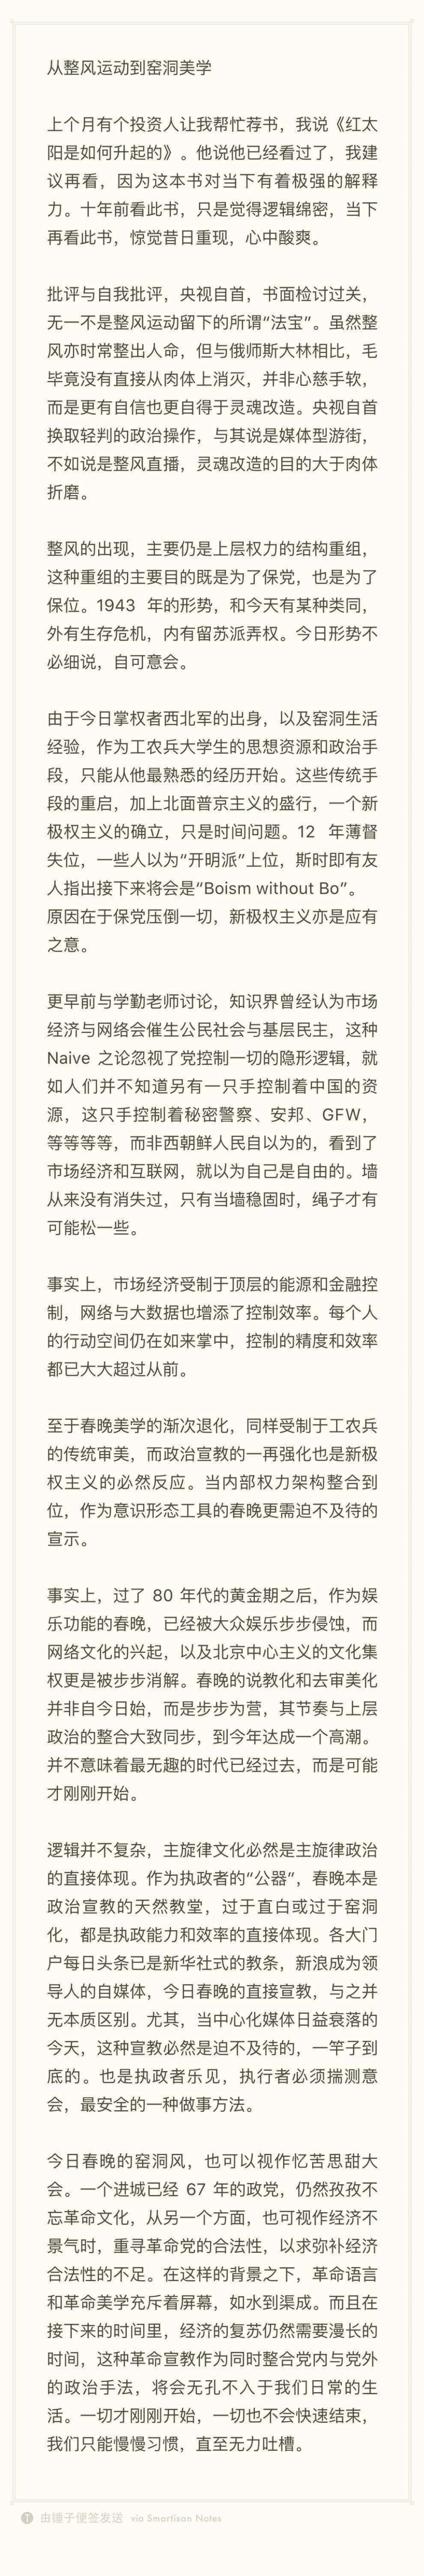 从整风运动到窑洞美学
上个月有个投资人让我帮忙荐书，我说《红太
阳是如何升起的》。他说他已经看过了，我建
议再看，因为这本书对当下有着极强的解释
力。十年前看此书，只是觉得逻辑绵密，当下
再看此书，惊觉昔日重现，心中酸爽。
批评与自我批评，央视自首，书面检讨过关，
无一不是整风运动留下的所谓“法宝”。虽然整
风亦时常整出人命，但与俄师斯大林相比，毛
毕竟没有直接从肉体上消灭，并非心慈手软，
而是更有自信也更自得于灵魂改造。央视自首
换取轻判的政治操作，与其说是媒体型游街，
不如说是整风直播，灵魂改造的目的大于肉体
折磨。
整风的出现，主要仍是上层权力的结构重组，
这种重组的主要目的既是为了保党，也是为了
保位。1943 年的形势，和今天有某种类同，
外有生存危机，内有留苏派弄权。今日形势不
必细说，自可意会。
由于今日掌权者西北军的出身，以及窑洞生活
经验，作为工农兵大学生的思想资源和政治手
段，只能从他最熟悉的经历开始。这些传统手
段的重启，加上北面普京主义的盛行，一个新
极权主义的确立，只是时间问题。12 年薄督
失位，一些人以为“开明派”上位，斯时即有友
人指出接下来将会是“Boism without Bo”。
原因在于保党压倒一切，新极权主义亦是应有
之意。
更早前与学勤老师讨论，知识界曾经认为市场
经济与网络会催生公民社会与基层民主，这种
Naive 之论忽视了党控制一切的隐形逻辑，就
如人们并不知道另有一只手控制着中国的资
源，这只手控制着秘密警察、安邦、GFW，
等等等等，而非西朝鲜人民自以为的，看到了
市场经济和互联网，就以为自己是自由的。墙
从来没有消失过，只有当墙稳固时，绳子才有
可能松一些。
事实上，市场经济受制于顶层的能源和金融控
制，网络与大数据也增添了控制效率。每个人
的行动空间仍在如来掌中，控制的精度和效率
都已大大超过从前。
至于春晚美学的渐次退化，同样受制于工农兵
的传统审美，而政治宣教的一再强化也是新极
权主义的必然反应。当内部权力架构整合到
位，作为意识形态工具的春晚更需迫不及待的
宣示。
事实上，过了 80 年代的黄金期之后，作为娱
乐功能的春晚，已经被大众娱乐步步侵蚀，而
网络文化的兴起，以及北京中心主义的文化集
权更是被步步消解。春晚的说教化和去审美化
并非自今日始，而是步步为营，其节奏与上层
政治的整合大致同步，到今年达成一个高潮。
并不意味着最无趣的时代已经过去，而是可能
才刚刚开始。
逻辑并不复杂，主旋律文化必然是主旋律政治
的直接体现。作为执政者的“公器”，春晚本是
政治宣教的天然教堂，过于直白或过于窑洞
化，都是执政能力和效率的直接体现。各大门
户每日头条已是新华社式的教条，新浪成为领
导人的自媒体，今日春晚的直接宣教，与之并
无本质区别。尤其，当中心化媒体日益衰落的
今天，这种宣教必然是迫不及待的，一竿子到
底的。也是执政者乐见，执行者必须揣测意
会，最安全的一种做事方法。
今日春晚的窑洞风，也可以视作忆苦思甜大
会。一个进城已经 67 年的政党，仍然孜孜不
忘革命文化，从另一个方面，也可视作经济不
景气时，重寻革命党的合法性，以求弥补经济
合法性的不足。在这样的背景之下，革命语言
和革命美学充斥着屏幕，如水到渠成。而且在
接下来的时间里，经济的复苏仍然需要漫长的
时间，这种革命宣教作为同时整合党内与党外
的政治手法，将会无孔不入于我们日常的生
活。一切才刚刚开始，一切也不会快速结束，
我们只能慢慢习惯，直至无力吐槽。
由锤子便签发送 via Smartisan Notes